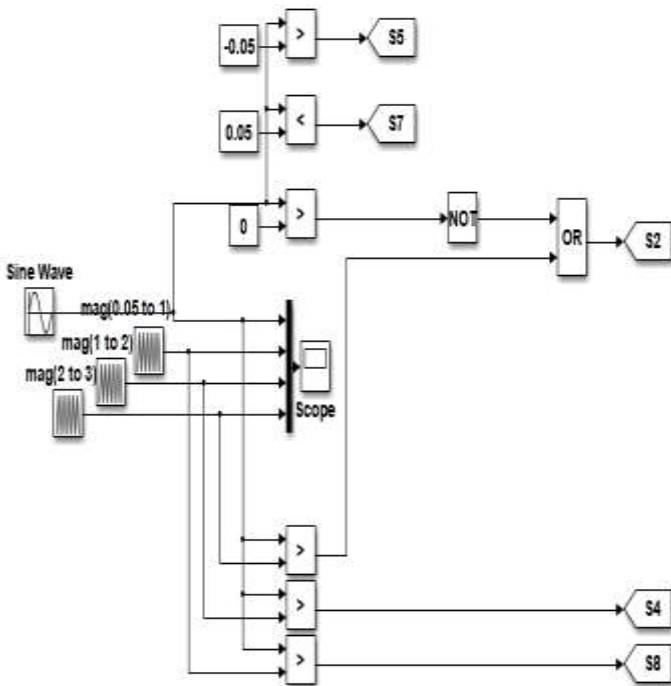 -0.05
>
S5
0.05
<
S7
0
>
NOT
OR
S2
Sine Wave
mag(0.05 to 1)
mag(1 to 2)
mag(2 to 3)
Scope
>
>
S4
>
S8